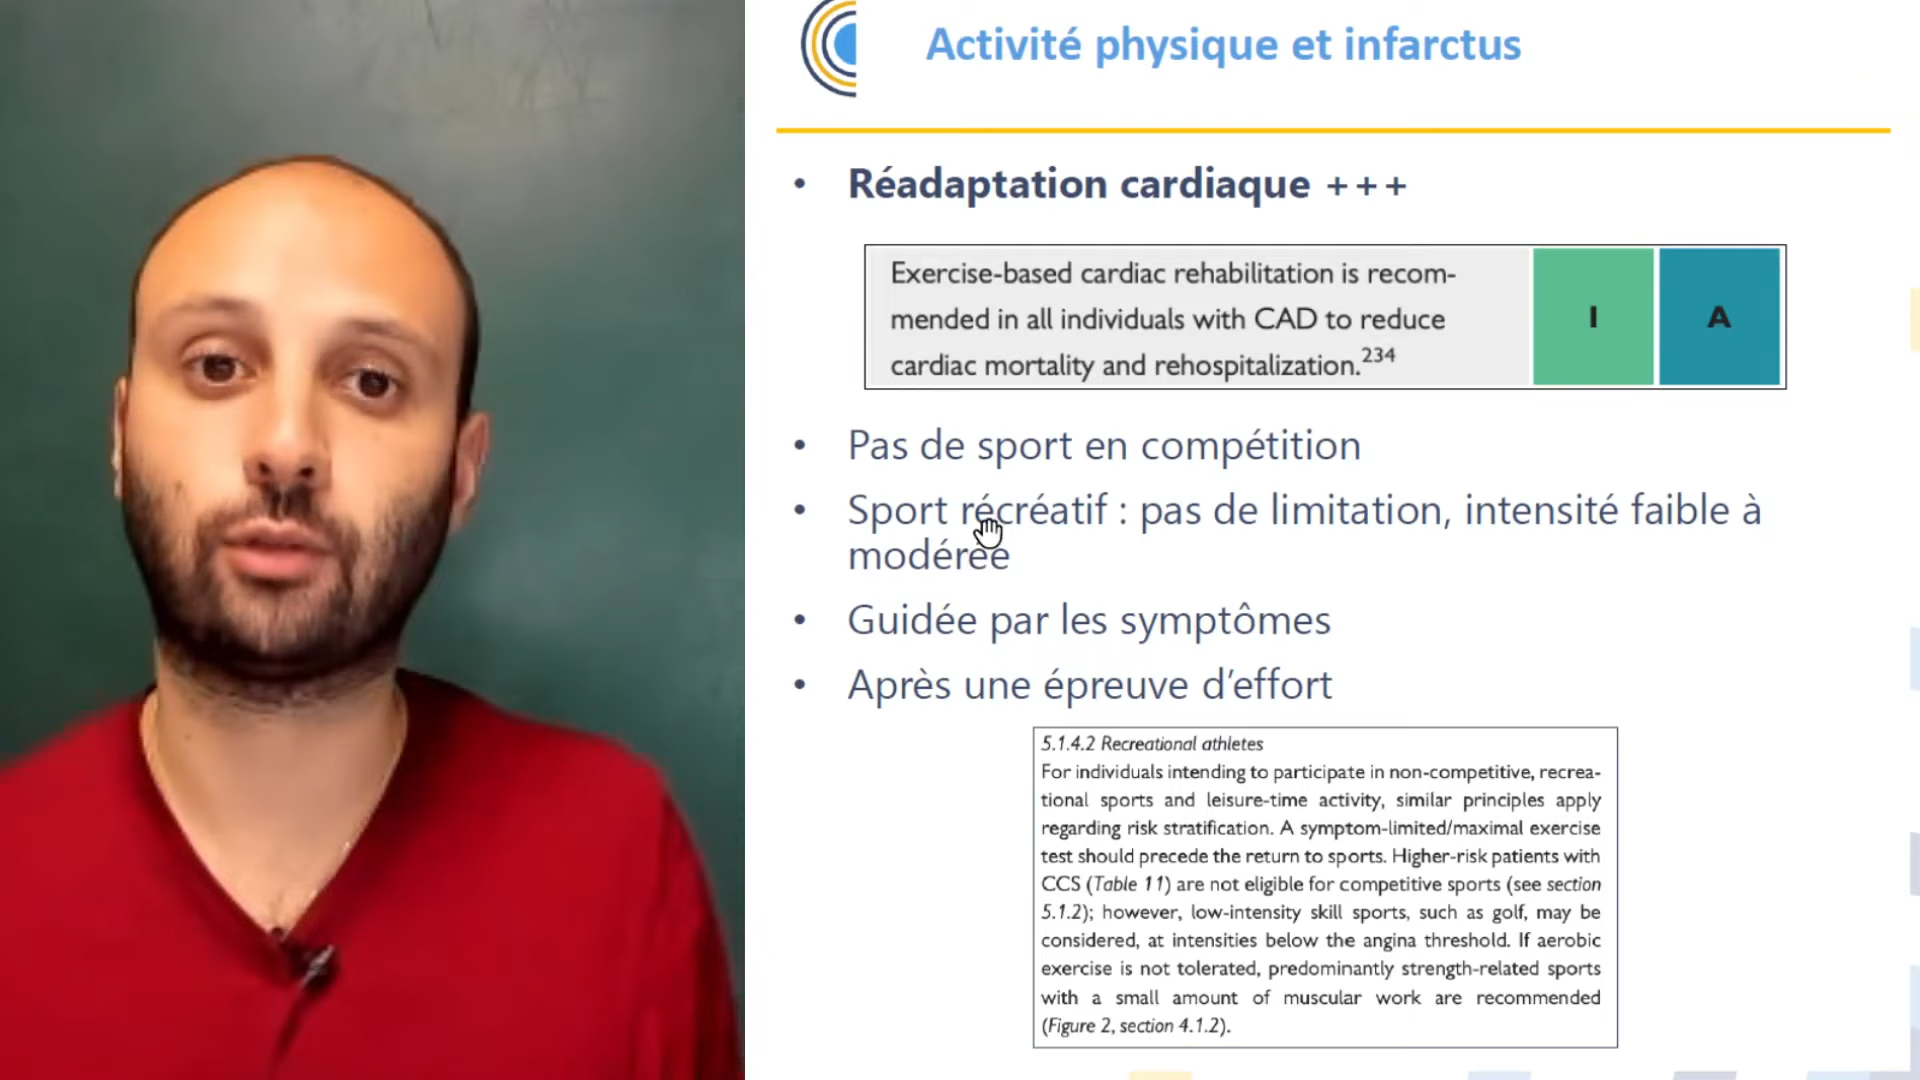 Activité physique et infarctus
• Réadaptation cardiaque +++
Exercise-based cardiac rehabilitation is recom-
mended in all individuals with CAD to reduce
cardiac mortality and rehospitalization.234
I
A
• Pas de sport en compétition
• Sport récréatif : pas de limitation, intensité faible à
modérée
• Guidée par les symptômes
• Après une épreuve d’effort
5.1.4.2 Recreational athletes
For individuals intending to participate in non-competitive, recrea-
tional sports and leisure-time activity, similar principles apply
regarding risk stratification. A symptom-limited/maximal exercise
test should precede the return to sports. Higher-risk patients with
CCS (Table 11) are not eligible for competitive sports (see section
5.1.2); however, low-intensity skill sports, such as golf, may be
considered, at intensities below the angina threshold. If aerobic
exercise is not tolerated, predominantly strength-related sports
with a small amount of muscular work are recommended
(Figure 2, section 4.1.2).